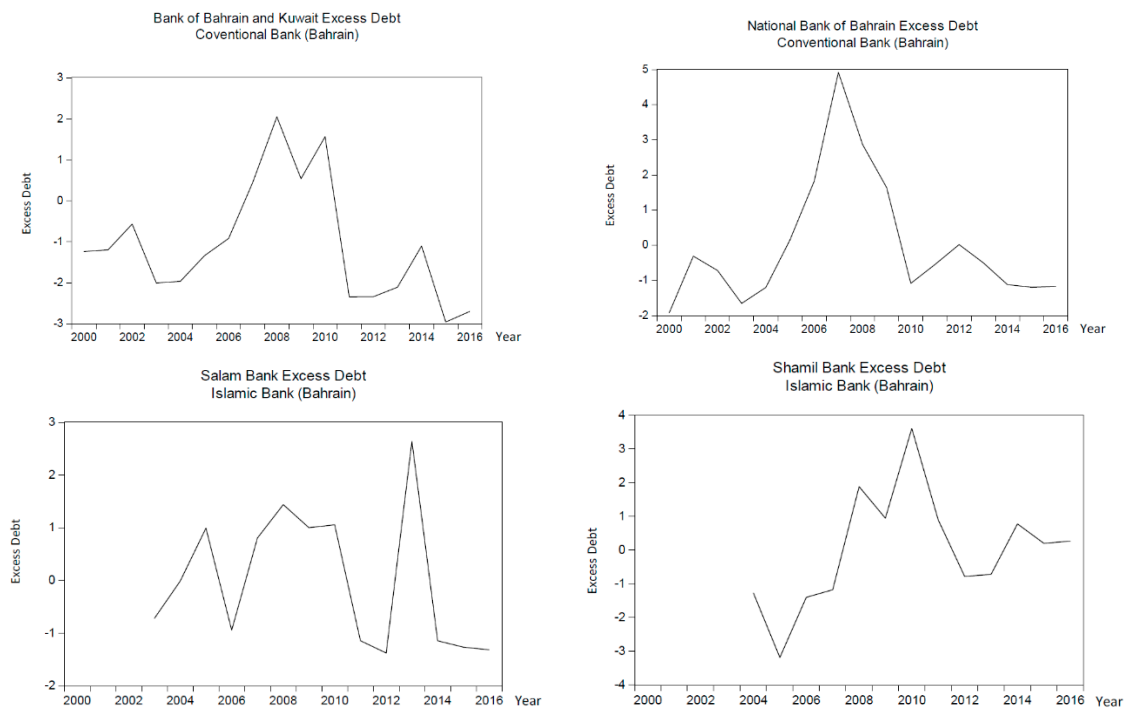 Bank of Bahrain and Kuwait Excess Debt
Coventional Bank (Bahrain)
3
2
1
0
-1
-2
-3
Excess Debt
2000 2002 2004 2006 2008 2010 2012 2014 2016 Year
National Bank of Bahrain Excess Debt
Conventional Bank (Bahrain)
5
4
3
2
1
0
-1
-2
Excess Debt
2000 2002 2004 2006 2008 2010 2012 2014 2016 Year
Salam Bank Excess Debt
Islamic Bank (Bahrain)
3
2
1
0
-1
-2
Excess Debt
2000 2002 2004 2006 2008 2010 2012 2014 2016 Year
Shamil Bank Excess Debt
Islamic Bank (Bahrain)
4
3
2
1
0
-1
-2
-3
-4
Excess Debt
2000 2002 2004 2006 2008 2010 2012 2014 2016 Year